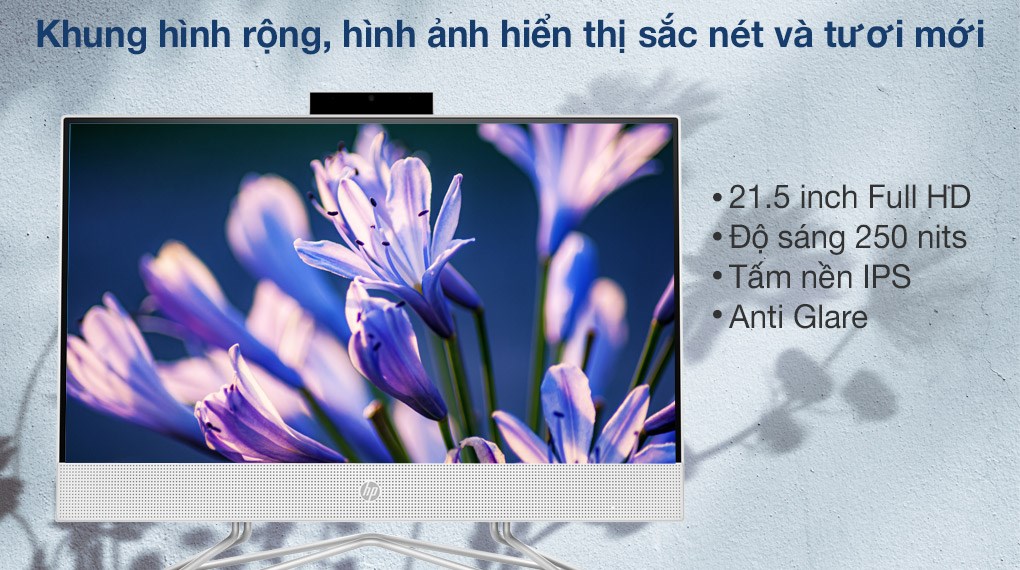 Khung hình rộng, hình ảnh hiển thị sắc nét và tươi mới
• 21.5 inch Full HD
• Độ sáng 250 nits
• Tấm nền IPS
• Anti Glare
hp